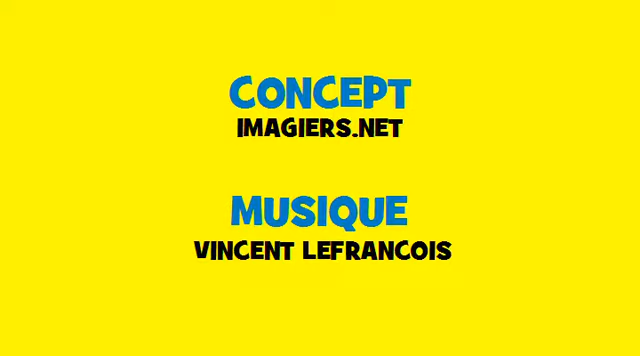 CONCEPT
IMAGIERS.NET
MUSIQUE
VINCENT LEFRANCOIS